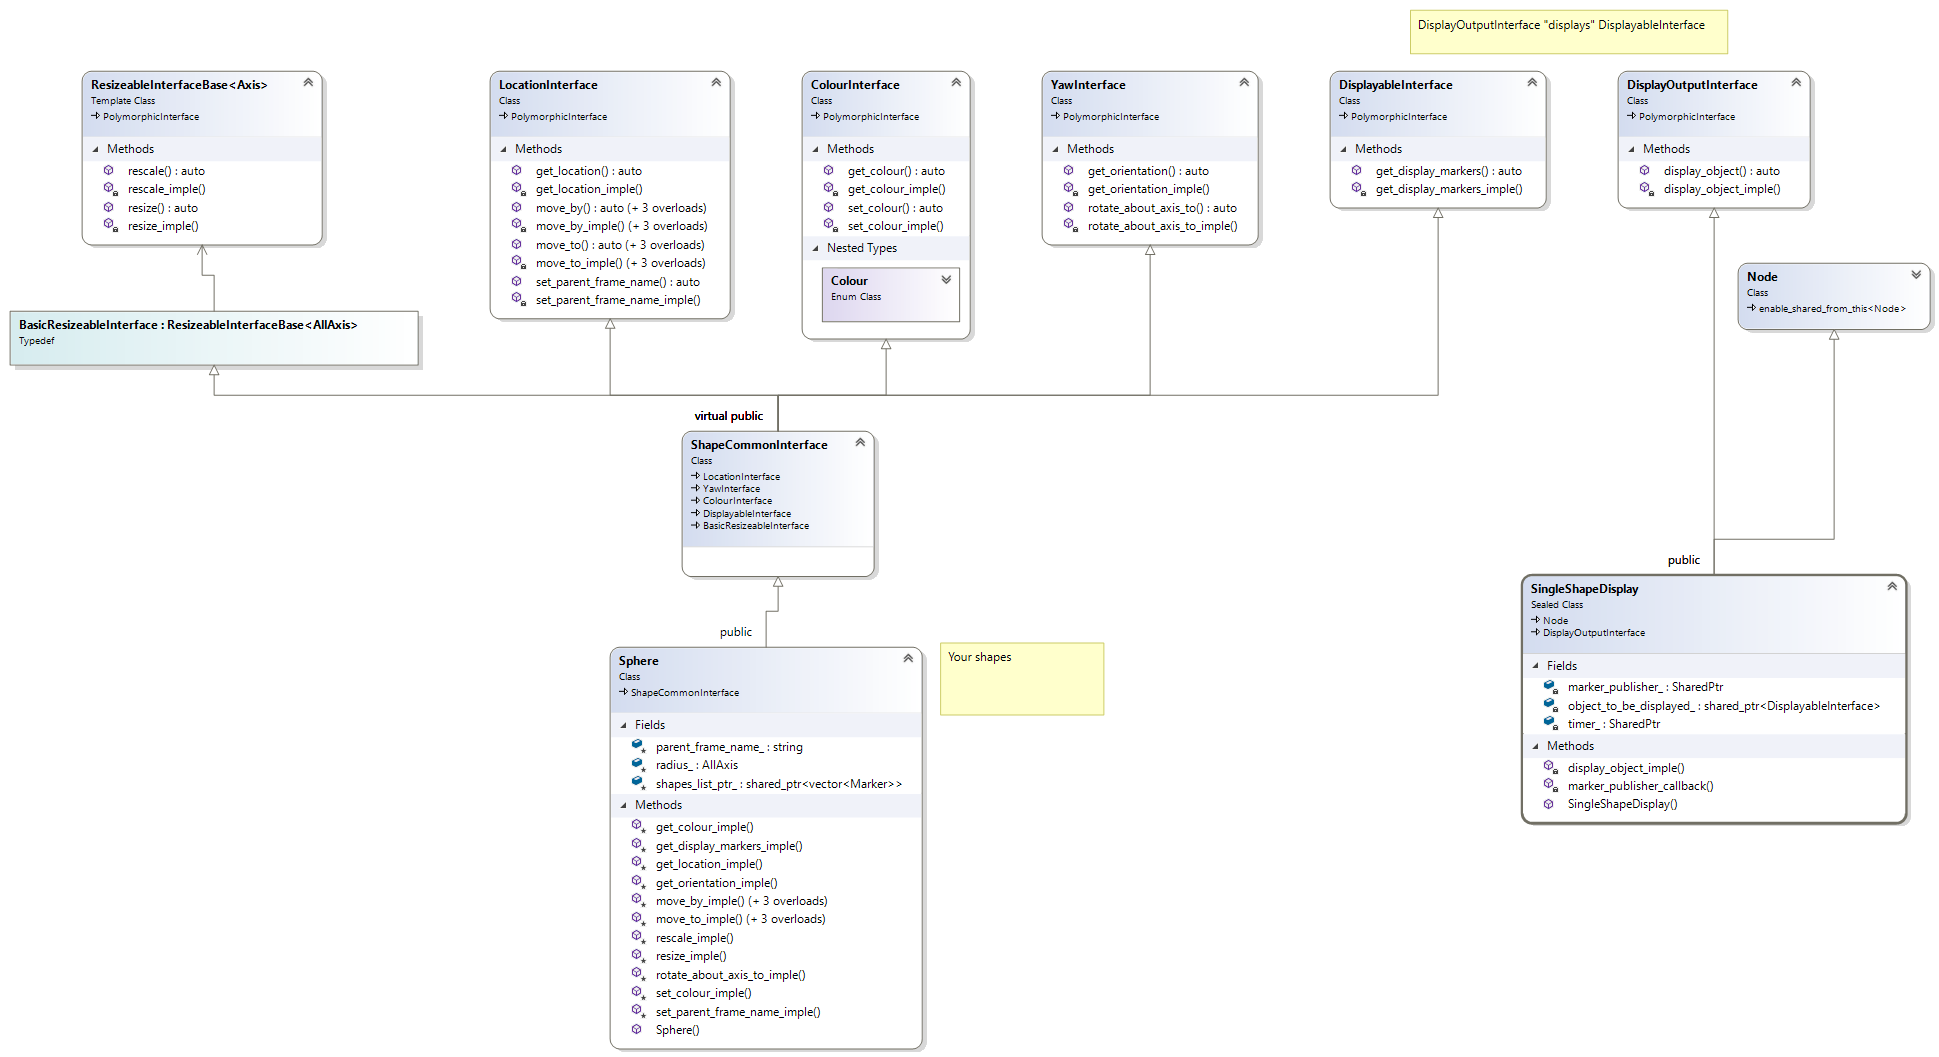 DisplayOutputInterface "displays" DisplayableInterface
ResizeableInterfaceBase<Axis>
Template Class
PolymorphicInterface
Methods
rescale() : auto
rescale_imple()
resize() : auto
resize_imple()
LocationInterface
Class
PolymorphicInterface
Methods
get_location() : auto
get_location_imple()
move_by() : auto (+ 3 overloads)
move_by_imple() (+ 3 overloads)
move_to() : auto (+ 3 overloads)
move_to_imple() (+ 3 overloads)
set_parent_frame_name() : auto
set_parent_frame_name_imple()
ColourInterface
Class
PolymorphicInterface
Methods
get_colour() : auto
get_colour_imple()
set_colour() : auto
set_colour_imple()
Nested Types
Colour
Enum Class
YawInterface
Class
PolymorphicInterface
Methods
get_orientation() : auto
get_orientation_imple()
rotate_about_axis_to() : auto
rotate_about_axis_to_imple()
DisplayableInterface
Class
PolymorphicInterface
Methods
get_display_markers() : auto
get_display_markers_imple()
DisplayOutputInterface
Class
PolymorphicInterface
Methods
display_object() : auto
display_object_imple()
Node
Class
enable_shared_from_this<Node>
BasicResizeableInterface : ResizeableInterfaceBase<AllAxis>
Typedef
virtual public
ShapeCommonInterface
Class
LocationInterface
YawInterface
ColourInterface
DisplayableInterface
BasicResizeableInterface
public
SingleShapeDisplay
Sealed Class
Node
DisplayOutputInterface
Fields
marker_publisher_ : SharedPtr
object_to_be_displayed_ : shared_ptr<DisplayableInterface>
timer_ : SharedPtr
Methods
display_object_imple()
marker_publisher_callback()
SingleShapeDisplay()
public
Sphere
Class
ShapeCommonInterface
Fields
parent_frame_name_ : string
radius_ : AllAxis
shapes_list_ptr_ : shared_ptr<vector<Marker>>
Methods
get_colour_imple()
get_display_markers_imple()
get_location_imple()
get_orientation_imple()
move_by_imple() (+ 3 overloads)
move_to_imple() (+ 3 overloads)
rescale_imple()
resize_imple()
rotate_about_axis_to_imple()
set_colour_imple()
set_parent_frame_name_imple()
Sphere()
Your shapes